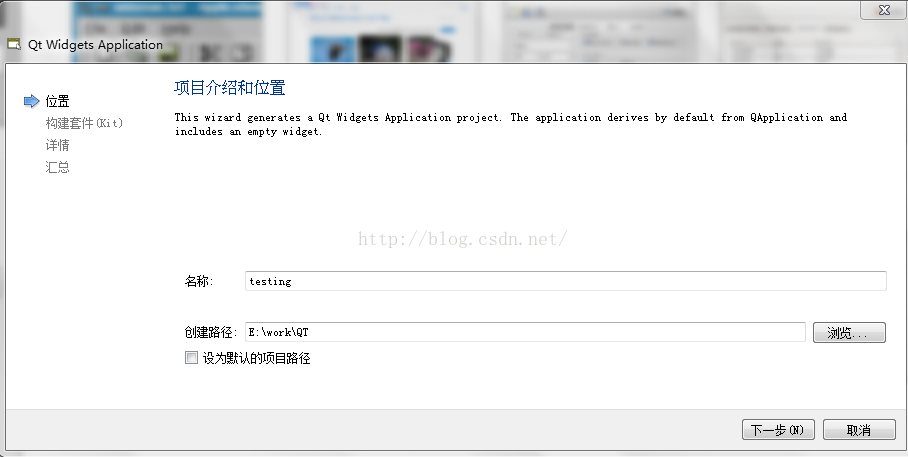 Qt Widgets Application
项目介绍和位置
位置
构建套件(Kit)
详情
汇总
This wizard generates a Qt Widgets Application project. The application derives by default from QApplication and
includes an empty widget.
http://blog.csdn.net/
名称:
testing
创建路径:
E:\work\QT
浏览...
设为默认的项目路径
下一步(N)
取消